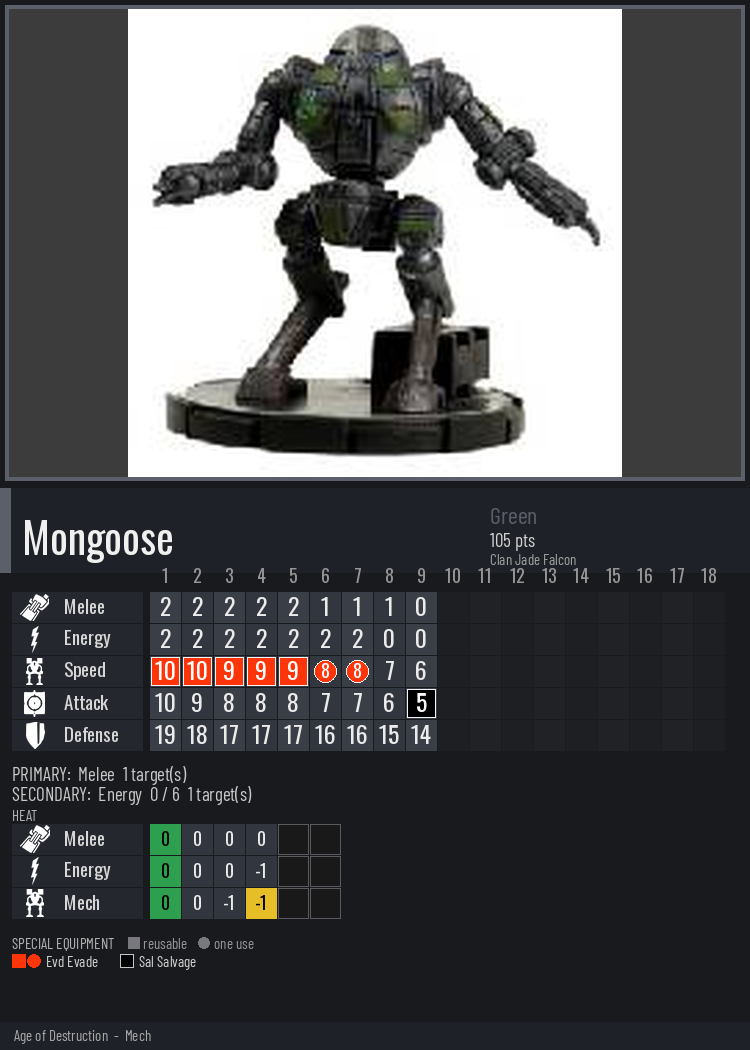 Mongoose
Green
105 pts
Clan Jade Falcon
1 2 3 4 5 6 7 8 9 10 11 12 13 14 15 16 17 18
Melee 2 2 2 2 2 1 1 1 0
Energy 2 2 2 2 2 2 2 0 0
Speed 10 10 9 9 9 8 8 7 6
Attack 10 9 8 8 8 7 7 6 5
Defense 19 18 17 17 17 16 16 15 14
PRIMARY: Melee 1 target(s)
SECONDARY: Energy 0 / 6 1 target(s)
HEAT
Melee 0 0 0 0
Energy 0 0 0 -1
Mech 0 0 -1 -1
SPECIAL EQUIPMENT reusable one use
Evd Evade Sal Salvage
Age of Destruction - Mech